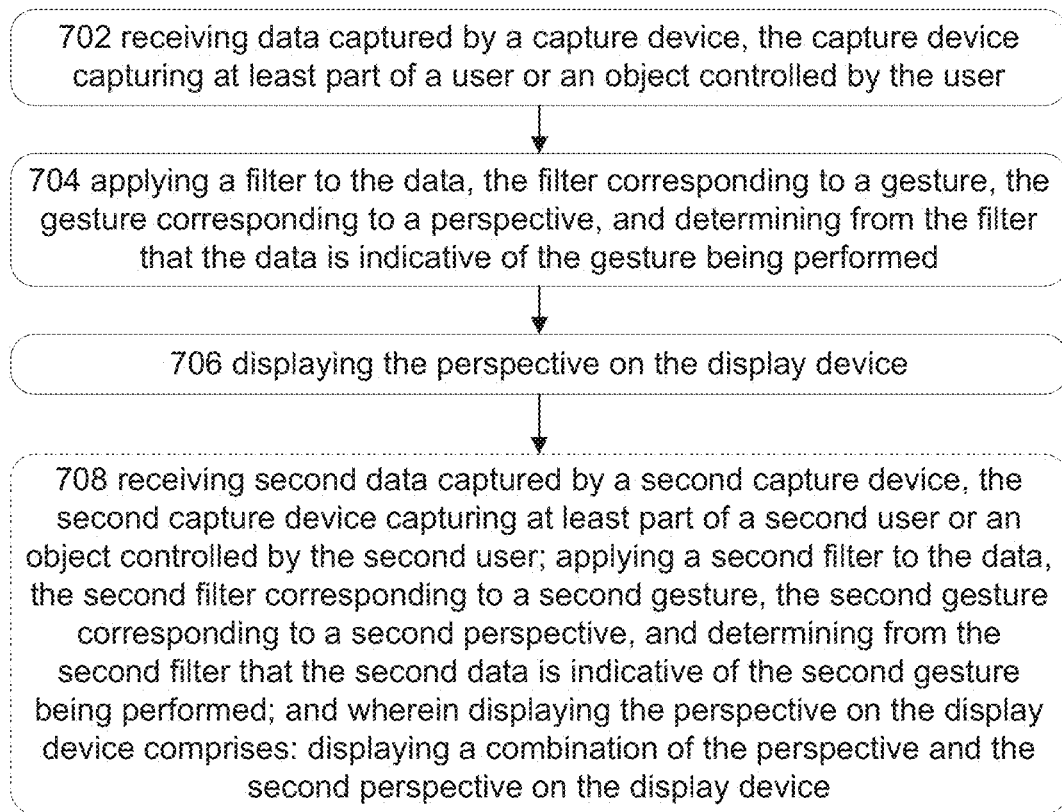 702 receiving data captured by a capture device, the capture device
capturing at least part of a user or an object controlled by the user
704 applying a filter to the data, the filter corresponding to a gesture, the
gesture corresponding to a perspective, and determining from the filter
that the data is indicative of the gesture being performed
706 displaying the perspective on the display device
708 receiving second data captured by a second capture device, the
second capture device capturing at least part of a second user or an
object controlled by the second user; applying a second filter to the data,
the second filter corresponding to a second gesture, the second gesture
corresponding to a second perspective, and determining from the
second filter that the second data is indicative of the second gesture
being performed; and wherein displaying the perspective on the display
device comprises: displaying a combination of the perspective and the
second perspective on the display device